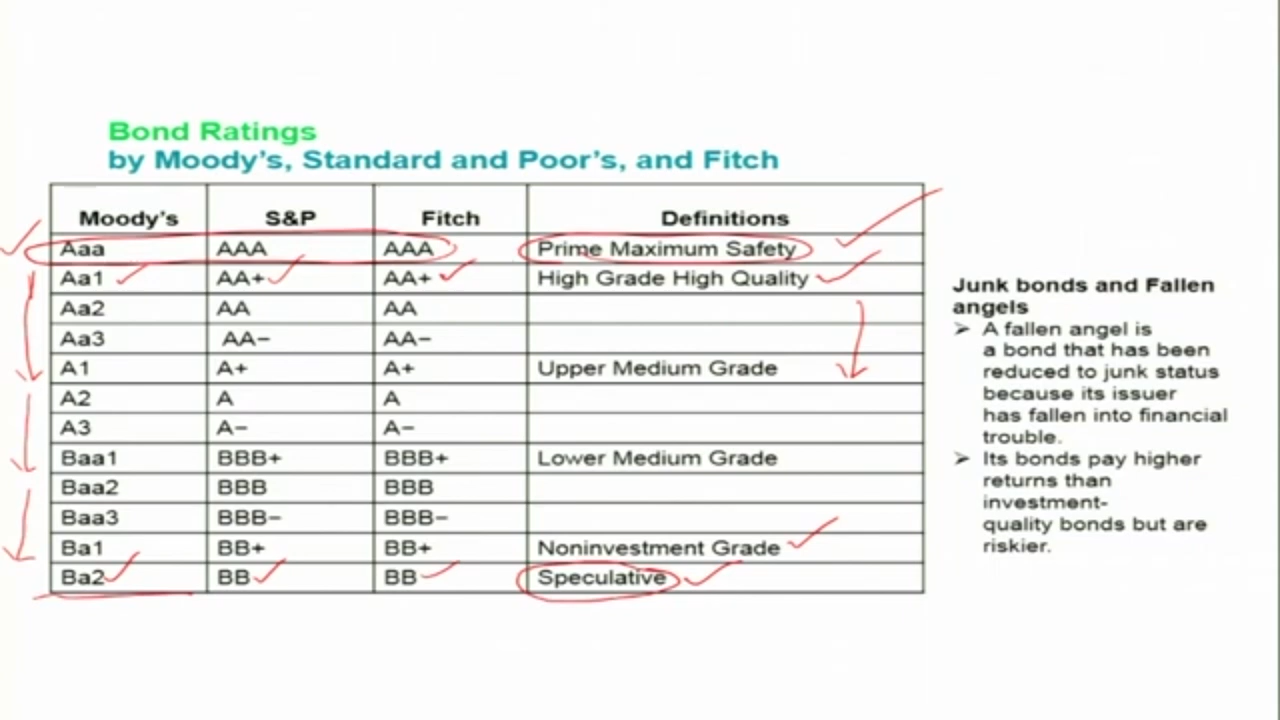 Bond Ratings
by Moody's, Standard and Poor's, and Fitch
Moody's S&P Fitch Definitions
Aaa AAA AAA Prime Maximum Safety
Aa1 AA+ AA+ High Grade High Quality
Aa2 AA AA
Aa3 AA− AA−
A1 A+ A+ Upper Medium Grade
A2 A A
A3 A− A−
Baa1 BBB+ BBB+ Lower Medium Grade
Baa2 BBB BBB
Baa3 BBB− BBB−
Ba1 BB+ BB+ Noninvestment Grade
Ba2 BB BB Speculative
Junk bonds and Fallen
angels
➢ A fallen angel is
a bond that has been
reduced to junk status
because its issuer
has fallen into financial
trouble.
➢ Its bonds pay higher
returns than
investment-
quality bonds but are
riskier.